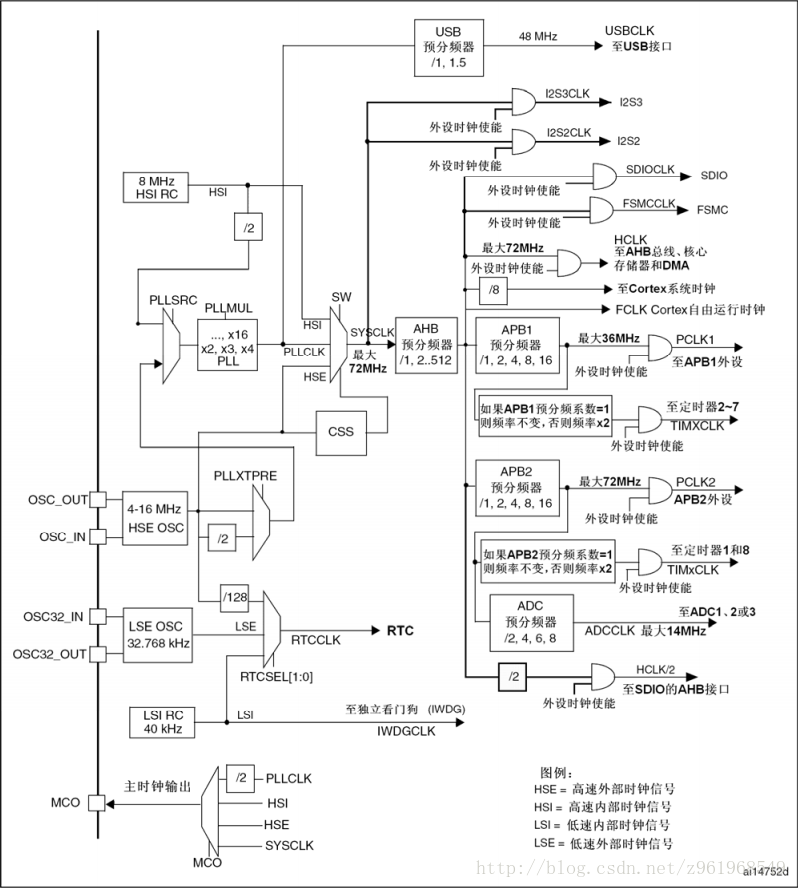 USB
预分频器
/1, 1.5
48 MHz
USBCLK
至USB接口
I2S3CLK
I2S3
外设时钟使能
I2S2CLK
I2S2
外设时钟使能
8 MHz
HSI RC
HSI
/2
SDIOCLK
SDIO
外设时钟使能
FSMCCLK
FSMC
外设时钟使能
最大72MHz
外设时钟使能
HCLK
至AHB总线、核心
存储器和DMA
/8
至Cortex系统时钟
FCLK Cortex自由运行时钟
PLLSRC
PLLMUL
..., x16
x2, x3, x4
PLL
SW
HSI
PLLCLK
HSE
SYSCLK
最大
72MHz
AHB
预分频器
/1, 2..512
APB1
预分频器
/1, 2, 4, 8, 16
最大36MHz
外设时钟使能
PCLK1
至APB1外设
CSS
如果APB1预分频系数=1
则频率不变,否则频率x2
至定时器2~7
TIMXCLK
外设时钟使能
PLLXTPRE
OSC_OUT
OSC_IN
4-16 MHz
HSE OSC
/2
APB2
预分频器
/1, 2, 4, 8, 16
最大72MHz
外设时钟使能
PCLK2
APB2外设
如果APB2预分频系数=1
则频率不变,否则频率x2
至定时器1和8
TIMxCLK
外设时钟使能
/128
OSC32_IN
OSC32_OUT
LSE OSC
32.768 kHz
LSE
RTCCLK
RTC
RTCSEL[1:0]
ADC
预分频器
/2, 4, 6, 8
至ADC1、2或3
ADCCLK 最大14MHz
/2
HCLK/2
至SDIO的AHB接口
外设时钟使能
LSI RC
40 kHz
LSI
至独立看门狗 (IWDG)
IWDGCLK
MCO
主时钟输出
/2
PLLCLK
HSI
HSE
SYSCLK
MCO
图例:
HSE = 高速外部时钟信号
HSI = 高速内部时钟信号
LSI = 低速内部时钟信号
LSE = 低速外部时钟信号
http://blog.csdn.net/z961968549
ai14752d